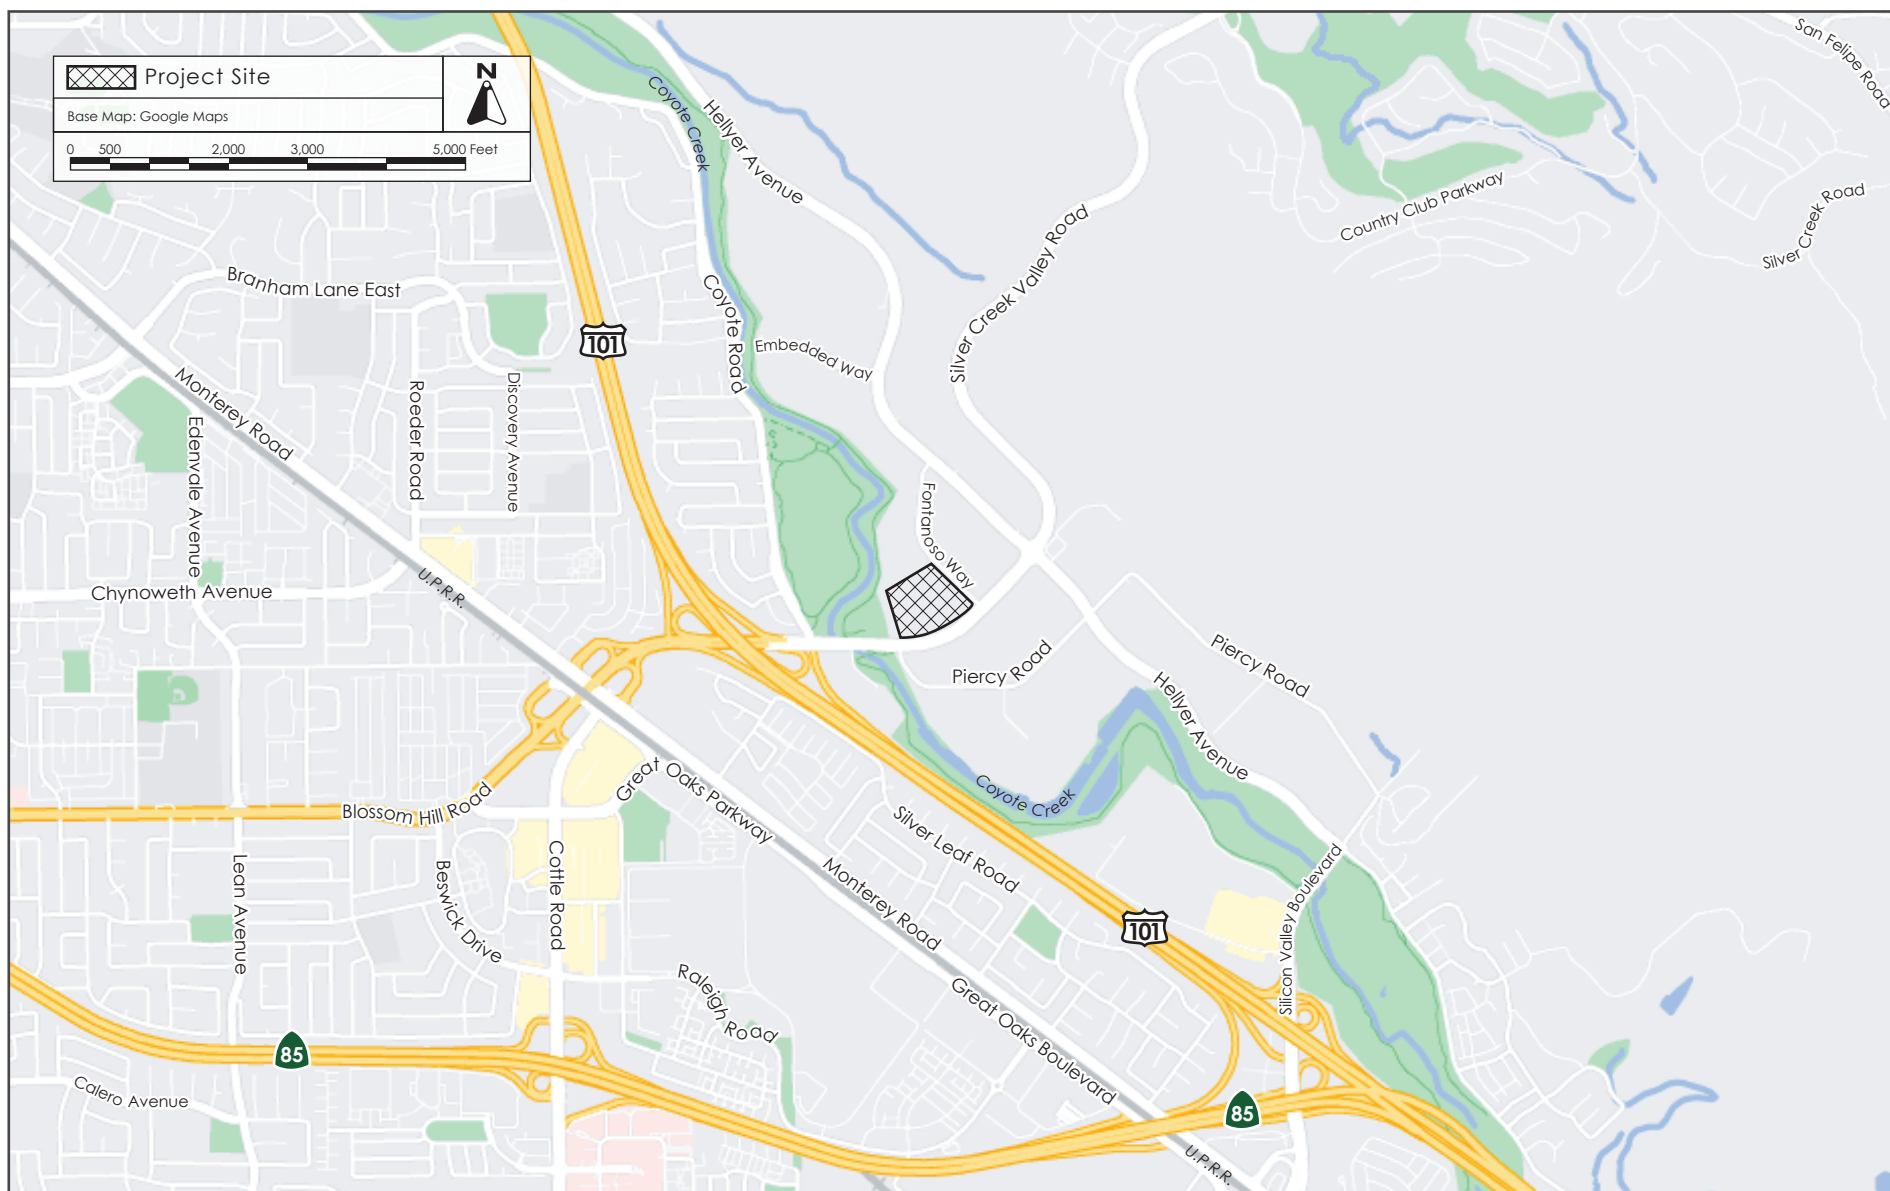 Project Site
N
Base Map: Google Maps
0 500 2,000 3,000 5,000 Feet
San Felipe Road
Coyote Creek
Hellyer Avenue
Country Club Parkway
Silver Creek Road
Silver Creek Valley Road
Branham Lane East
Coyote Road
101
Embedded Way
Monterey Road
Roeder Road
Discovery Avenue
Edenvale Avenue
Fontanoso Way
Chynoweth Avenue
U.P.R.R.
Piercy Road
Piercy Road
Hellyer Avenue
Great Oaks Parkway
Coyote Creek
Blossom Hill Road
Silver Leaf Road
Lean Avenue
Beswick Drive
Cottle Road
Monterey Road
Silicon Valley Boulevard
101
Raleigh Road
Great Oaks Boulevard
85
Calero Avenue
85
U.P.R.R.